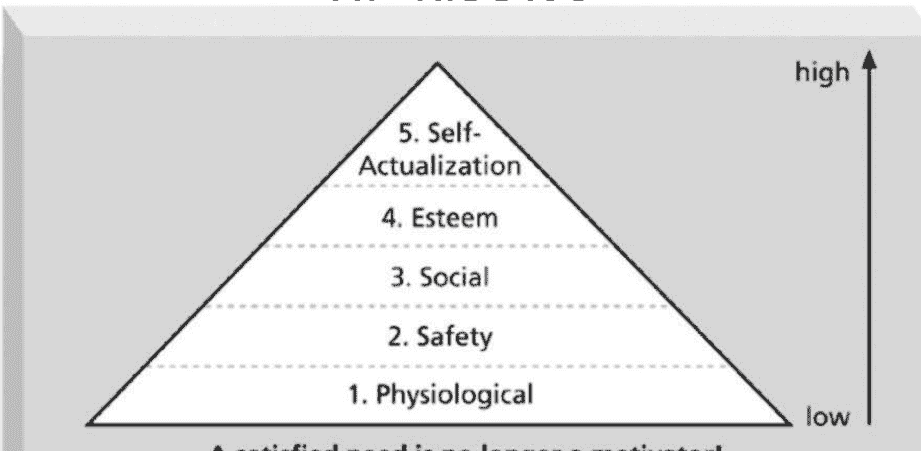 high
5. Self-
Actualization
4. Esteem
3. Social
2. Safety
1. Physiological
low
A satisfied need is no longer a motivator!